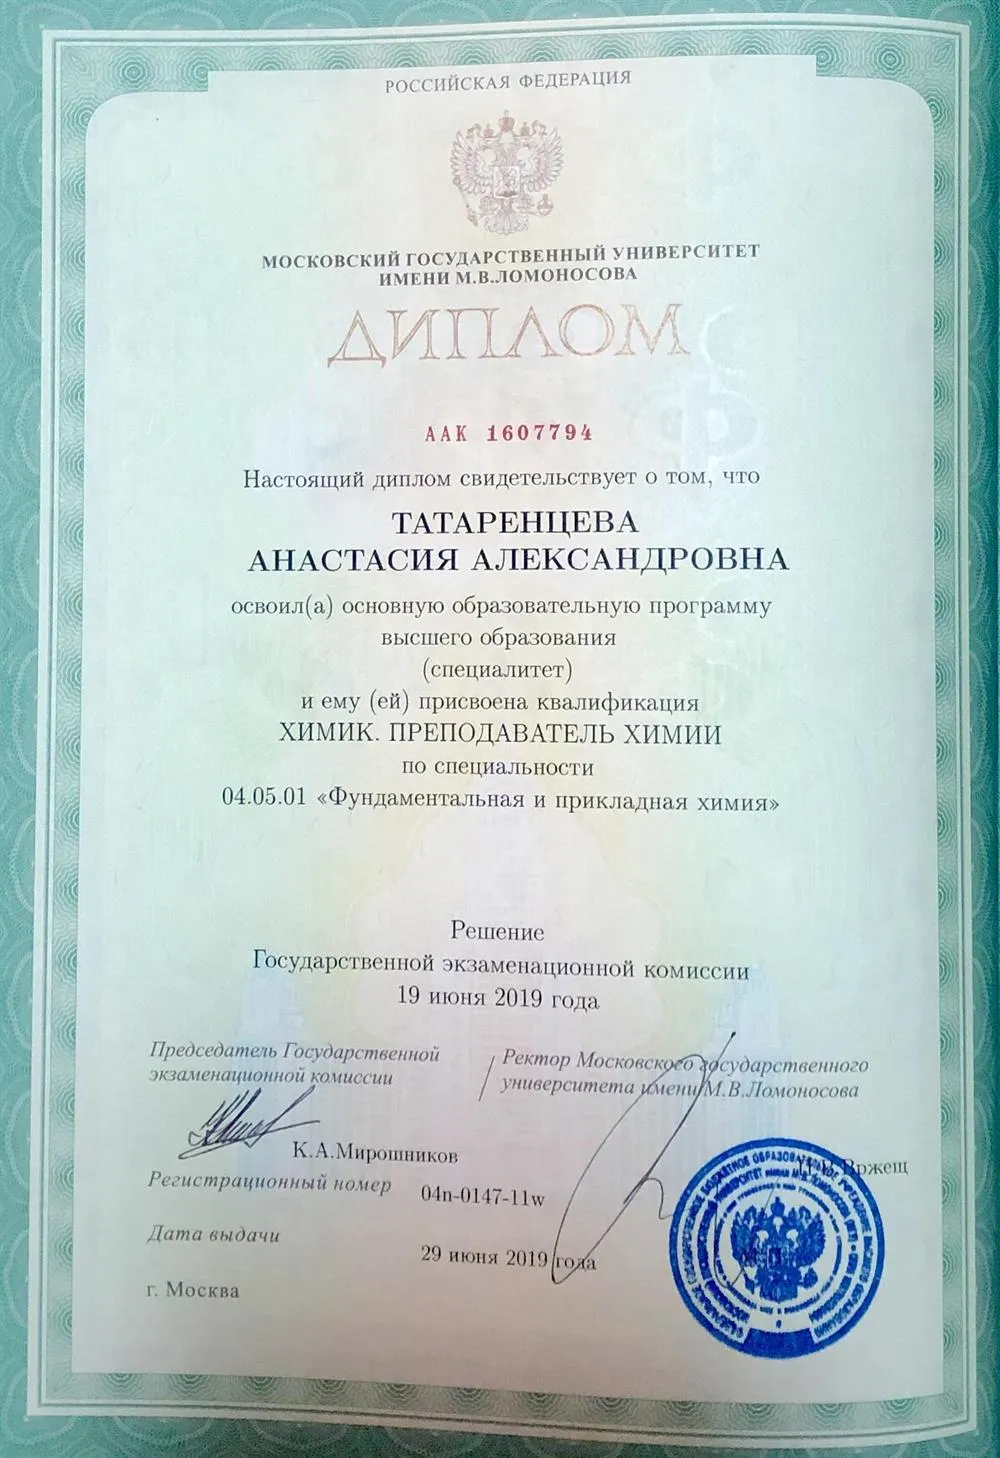 РОССИЙСКАЯ ФЕДЕРАЦИЯ
МОСКОВСКИЙ ГОСУДАРСТВЕННЫЙ УНИВЕРСИТЕТ
ИМЕНИ М.В.ЛОМОНОСОВА
ДИПЛОМ
ААК 1607794
Настоящий диплом свидетельствует о том, что
ТАТАРЕНЦЕВА
АНАСТАСИЯ АЛЕКСАНДРОВНА
освоил(а) основную образовательную программу
высшего образования
(специалитет)
и ему (ей) присвоена квалификация
ХИМИК. ПРЕПОДАВАТЕЛЬ ХИМИИ
по специальности
04.05.01 «Фундаментальная и прикладная химия»
Решение
Государственной экзаменационной комиссии
19 июня 2019 года
Председатель Государственной
экзаменационной комиссии
К.А.Мирошников
Ректор Московского государственного
университета имени М.В.Ломоносова
Вржещ
Регистрационный номер 04n-0147-11w
Дата выдачи
29 июня 2019 года
г. Москва
М.П.